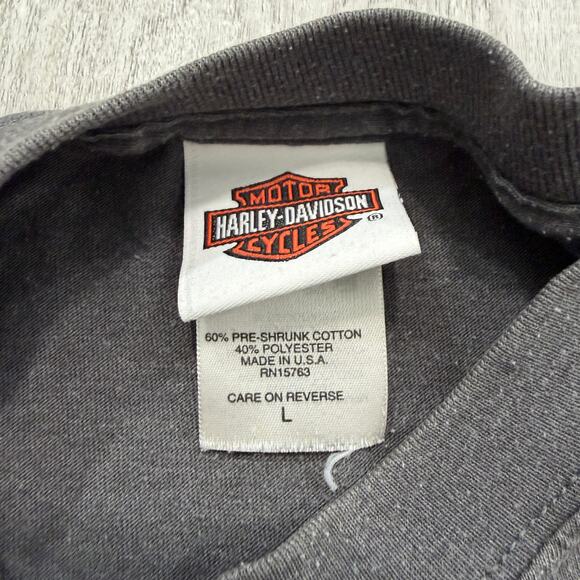 MOTOR
HARLEY-DAVIDSON
CYCLES
®
60% PRE-SHRUNK COTTON
40% POLYESTER
MADE IN U.S.A.
RN15763
CARE ON REVERSE
L